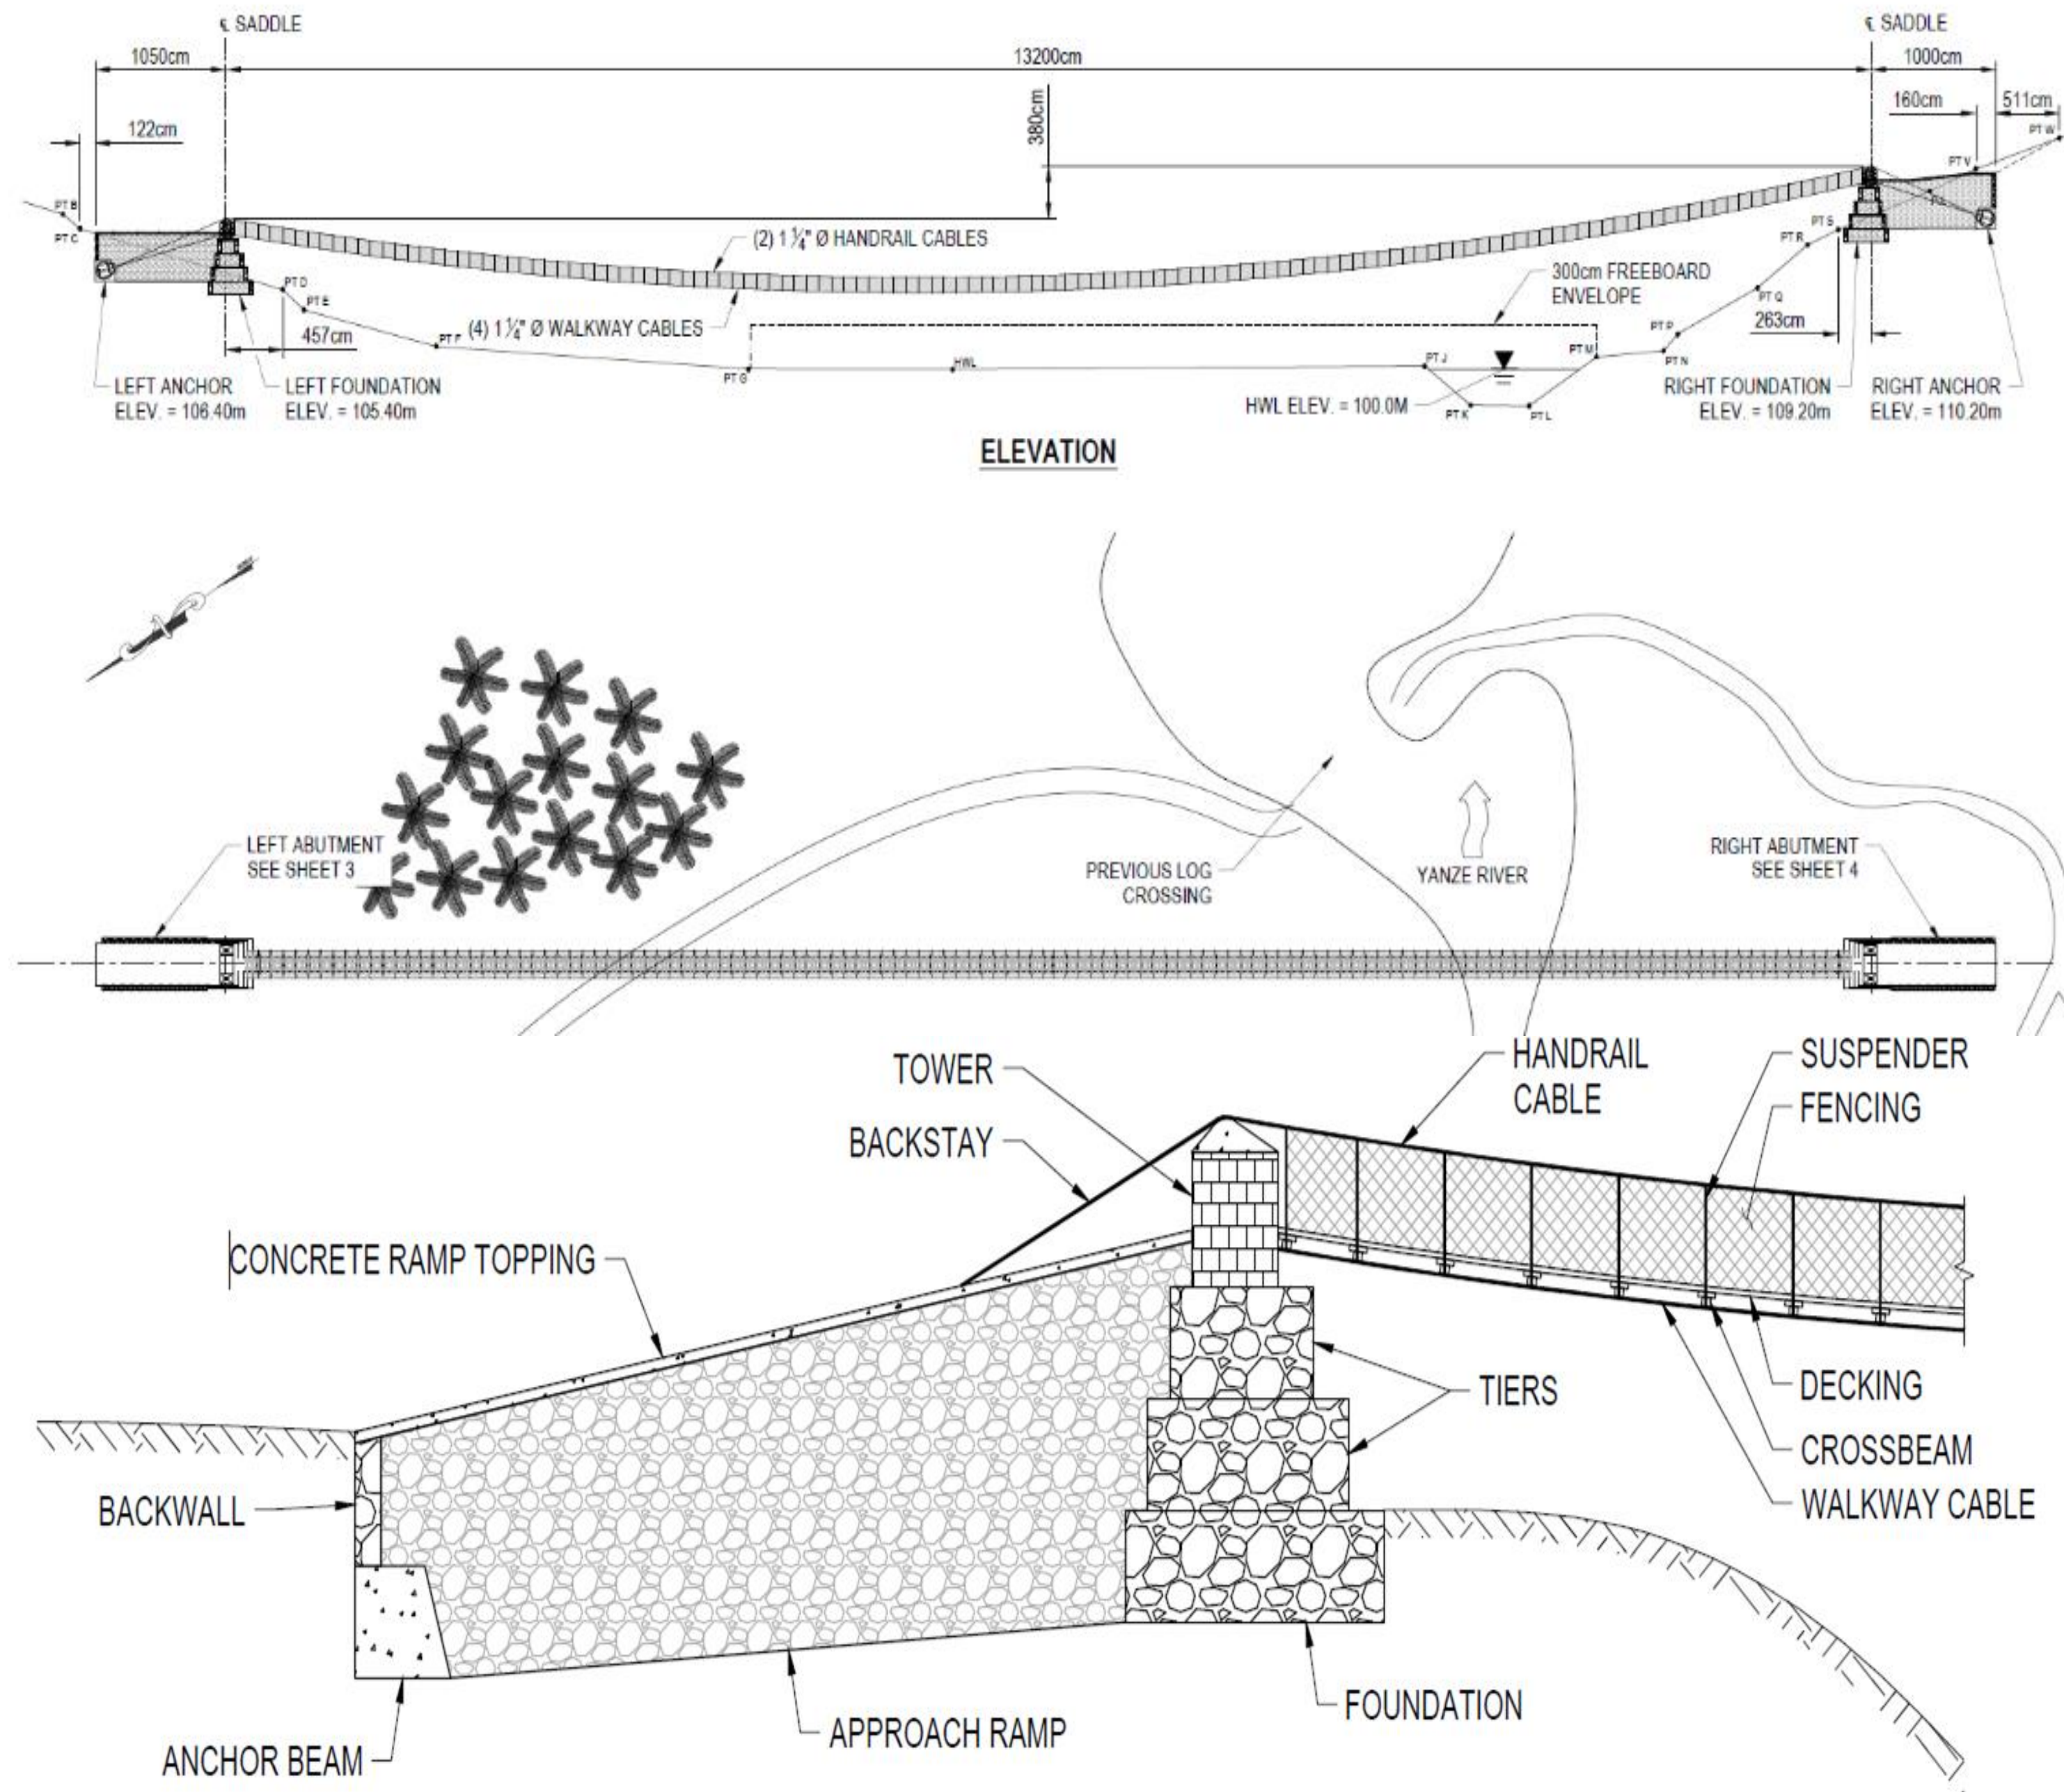 ℄ SADDLE
℄ SADDLE
1050cm
13200cm
1000cm
380cm
160cm
511cm
122cm
PT W
PT V
PT B
PT C
(2) 1 ¼" Ø HANDRAIL CABLES
PT S
PT R
300cm FREEBOARD
ENVELOPE
PT D
PT E
PT Q
(4) 1 ¼" Ø WALKWAY CABLES
457cm
PT F
263cm
PT P
PT M
PT N
PT G
HWL
PT J
LEFT ANCHOR
ELEV. = 106.40m
LEFT FOUNDATION
ELEV. = 105.40m
HWL ELEV. = 100.0M
PT K
PT L
RIGHT FOUNDATION
ELEV. = 109.20m
RIGHT ANCHOR
ELEV. = 110.20m
ELEVATION
LEFT ABUTMENT
SEE SHEET 3
PREVIOUS LOG
CROSSING
YANZE RIVER
RIGHT ABUTMENT
SEE SHEET 4
TOWER
BACKSTAY
HANDRAIL
CABLE
SUSPENDER
FENCING
CONCRETE RAMP TOPPING
TIERS
DECKING
CROSSBEAM
WALKWAY CABLE
BACKWALL
FOUNDATION
APPROACH RAMP
ANCHOR BEAM